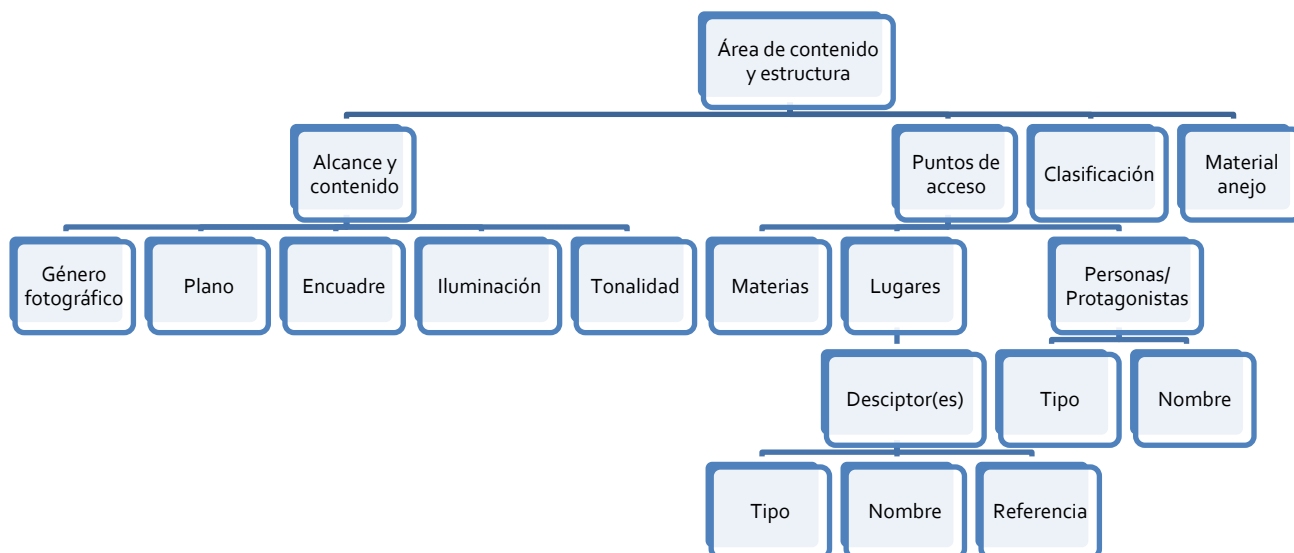 Área de contenido
y estructura
Alcance y
contenido
Puntos de
acceso
Clasificación
Material
anejo
Género
fotográfico
Plano
Encuadre
Iluminación
Tonalidad
Materias
Lugares
Personas/
Protagonistas
Desciptor(es)
Tipo
Nombre
Tipo
Nombre
Referencia